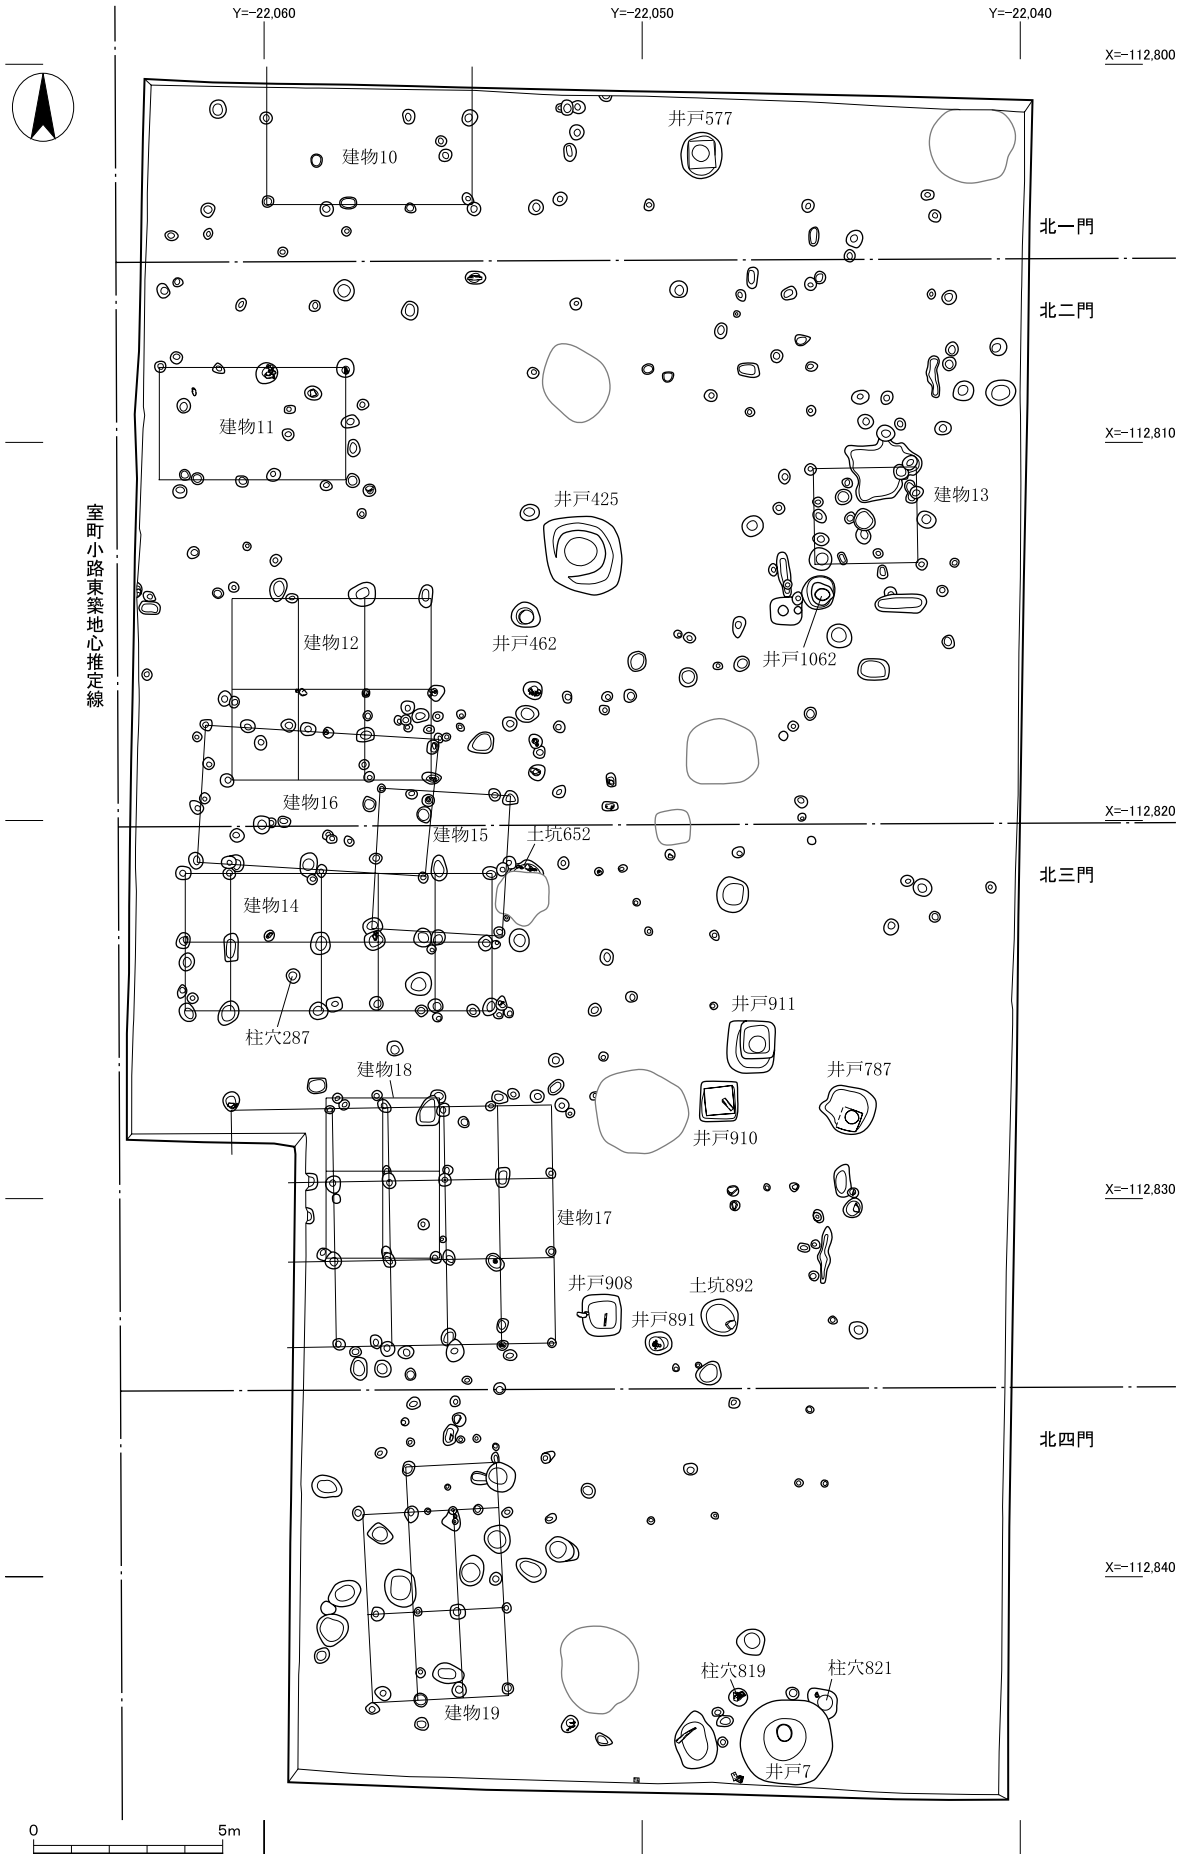 Y=-22,060
Y=-22,050
Y=-22,040
X=-112,800
井戸577
建物10
北一門
北二門
建物11
X=-112,810
井戸425
建物13
室町小路東築地心推定線
建物12
井戸462
井戸1062
建物16
X=-112,820
建物15
土坑652
北三門
建物14
井戸911
柱穴287
建物18
井戸787
井戸910
X=-112,830
建物17
井戸908
土坑892
井戸891
北四門
X=-112,840
柱穴819
柱穴821
建物19
井戸7
0
5m